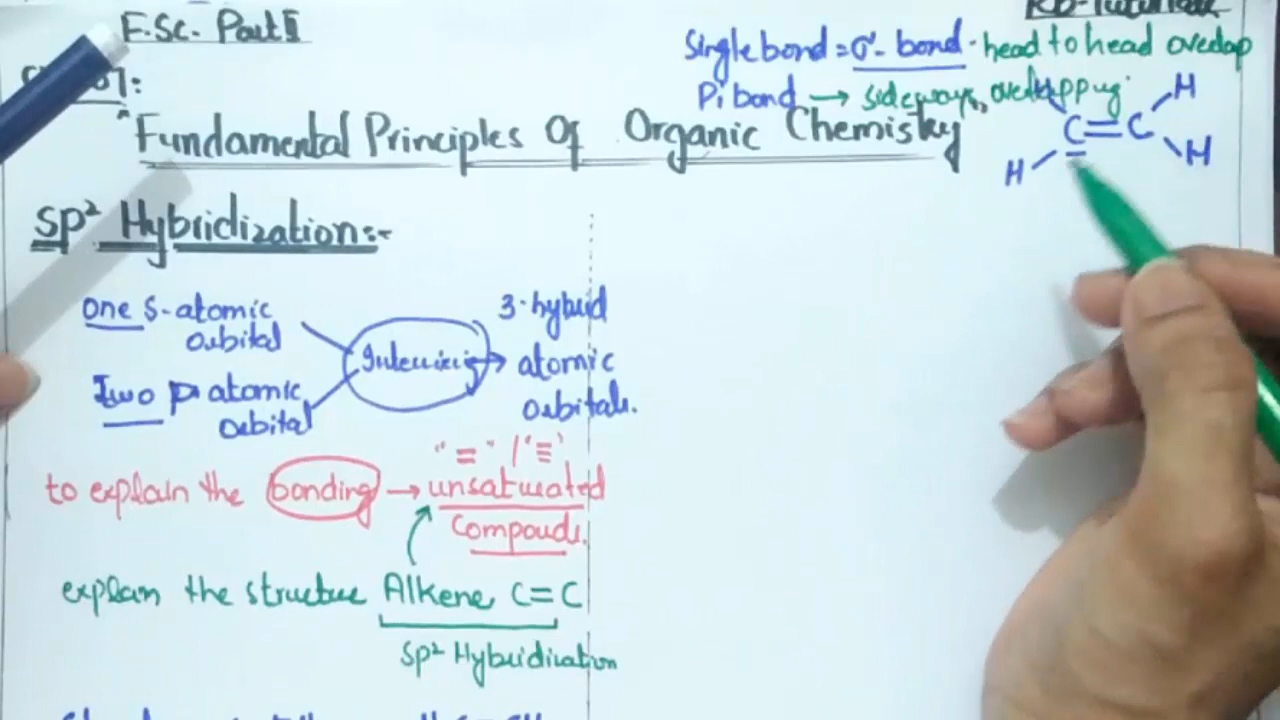 F.Sc. Part II
Single bond = σ- bond · head to head overlap
Pi bond → sideways overlapping
Fundamental Principles Of Organic Chemistry
H
C=C
H
H
SP² Hybridization:-
One S-atomic
orbital
Two p atomic
orbital
Intermixing
3-hybrid
atomic
orbitals.
"=" / "≡"
to explain the bonding → unsaturated
Compouds.
explain the structure Alkene C=C
Sp² Hybridization